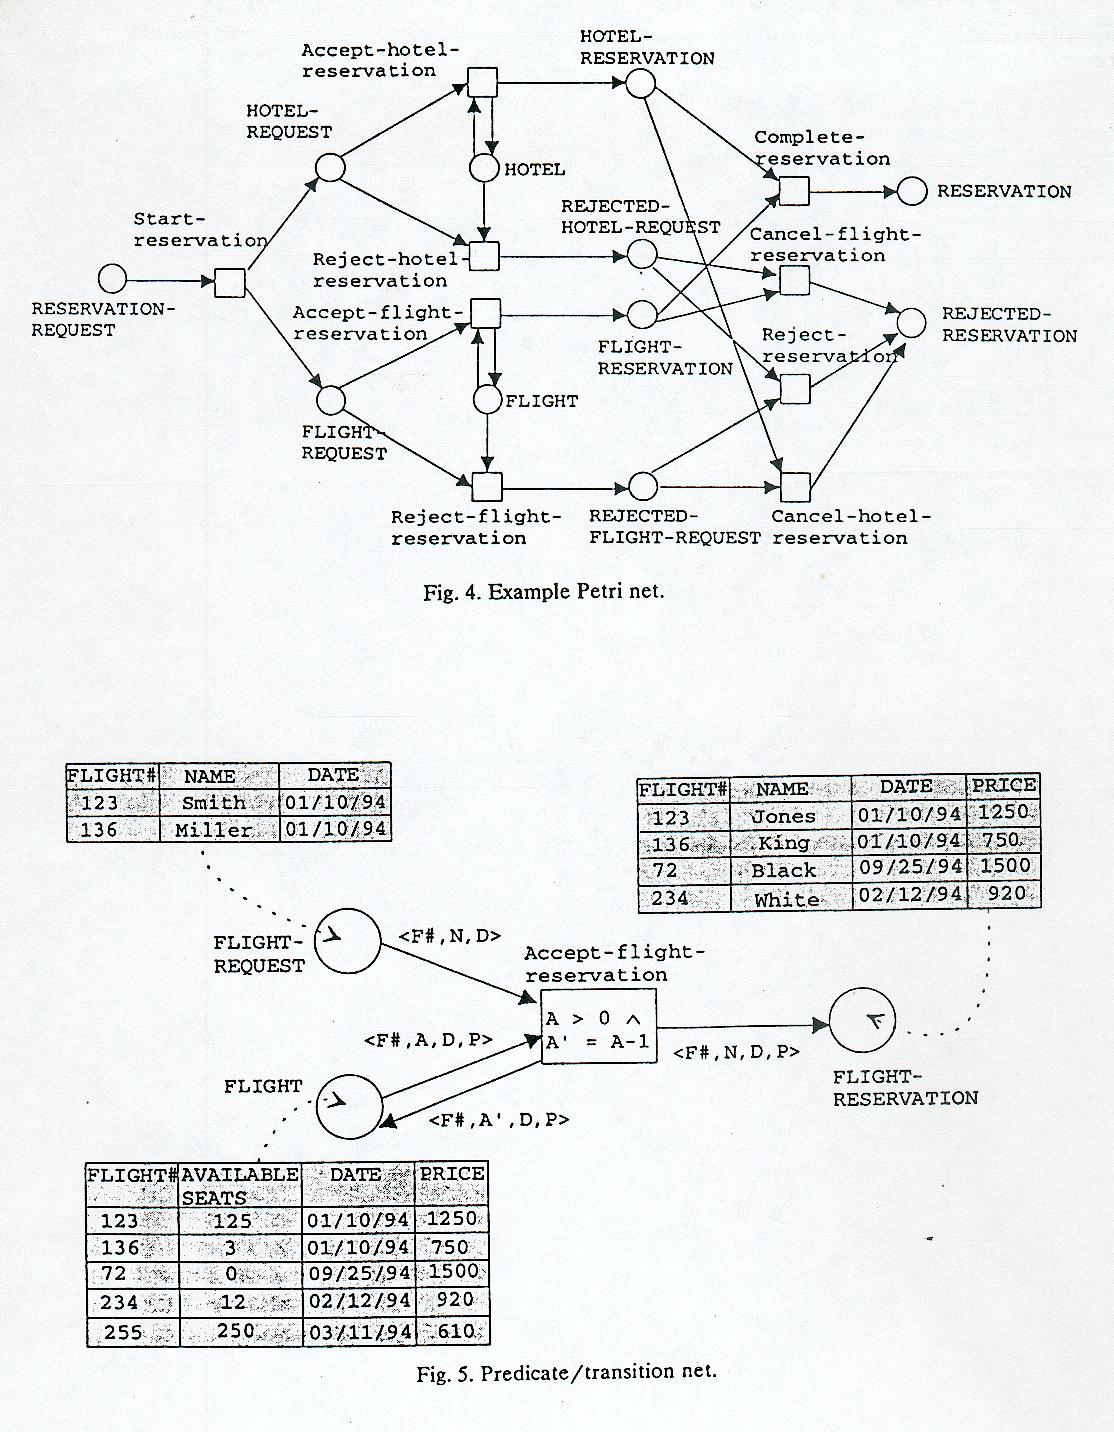 Accept-hotel-
reservation
HOTEL-
RESERVATION
HOTEL-
REQUEST
Complete-
reservation
HOTEL
RESERVATION
REJECTED-
HOTEL-REQUEST
Start-
reservation
Cancel-flight-
reservation
Reject-hotel-
reservation
RESERVATION-
REQUEST
Accept-flight-
reservation
REJECTED-
RESERVATION
Reject-
reservation
FLIGHT-
RESERVATION
FLIGHT
FLIGHT-
REQUEST
Reject-flight-
reservation
REJECTED-
FLIGHT-REQUEST
Cancel-hotel-
reservation
Fig. 4. Example Petri net.
FLIGHT# NAME DATE
123 Smith 01/10/94
136 Miller 01/10/94
FLIGHT# NAME DATE PRICE
123 Jones 01/10/94 1250
136 King 01/10/94 750
72 Black 09/25/94 1500
234 White 02/12/94 920
FLIGHT-
REQUEST
<F#,N,D>
Accept-flight-
reservation
A > 0 ∧
A' = A-1
<F#,A,D,P>
<F#,N,D,P>
FLIGHT
<F#,A',D,P>
FLIGHT-
RESERVATION
FLIGHT# AVAILABLE DATE PRICE
SEATS
123 125 01/10/94 1250
136 3 01/10/94 750
72 0 09/25/94 1500
234 12 02/12/94 920
255 250 03/11/94 610
Fig. 5. Predicate/transition net.